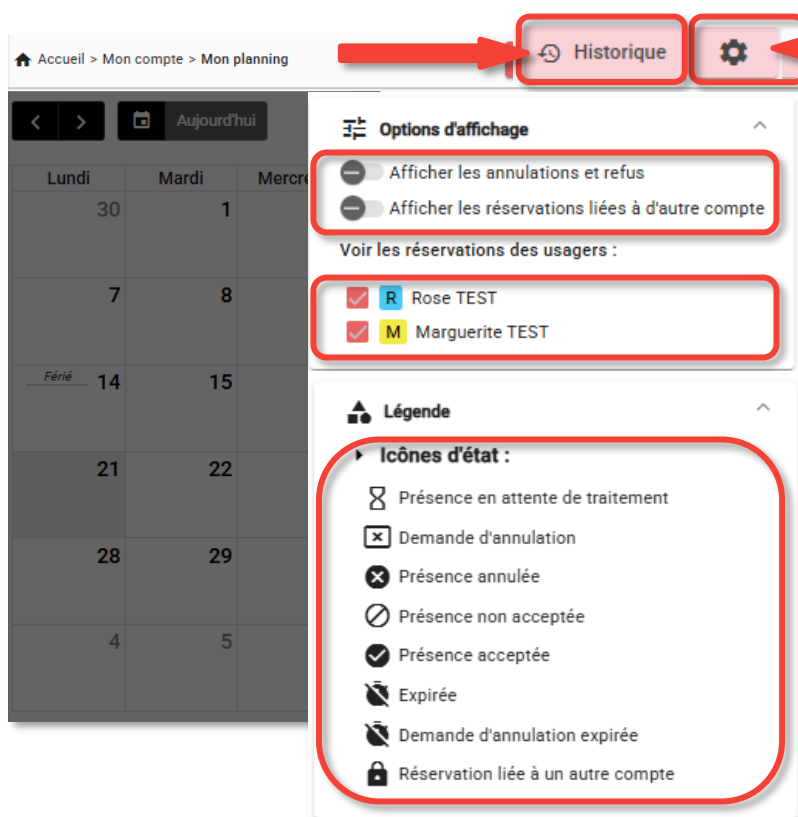 Accueil > Mon compte > Mon planning
Historique
Aujourd'hui
Lundi Mardi
30 1
7 8
Férié 14 15
21 22
28 29
4 5
Options d'affichage
Afficher les annulations et refus
Afficher les réservations liées à d'autre compte
Voir les réservations des usagers :
R Rose TEST
M Marguerite TEST
Légende
Icônes d'état :
Présence en attente de traitement
Demande d'annulation
Présence annulée
Présence non acceptée
Présence acceptée
Expirée
Demande d'annulation expirée
Réservation liée à un autre compte